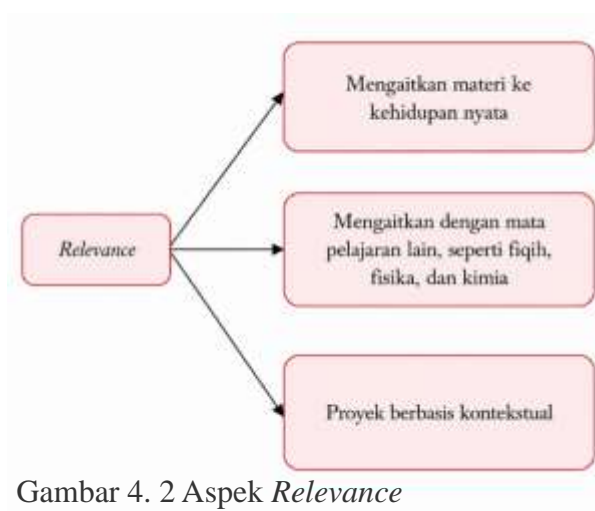 Mengaitkan materi ke
kehidupan nyata
Relevance
Mengaitkan dengan mata
pelajaran lain, seperti fiqih,
fisika, dan kimia
Proyek berbasis kontekstual
Gambar 4. 2 Aspek Relevance